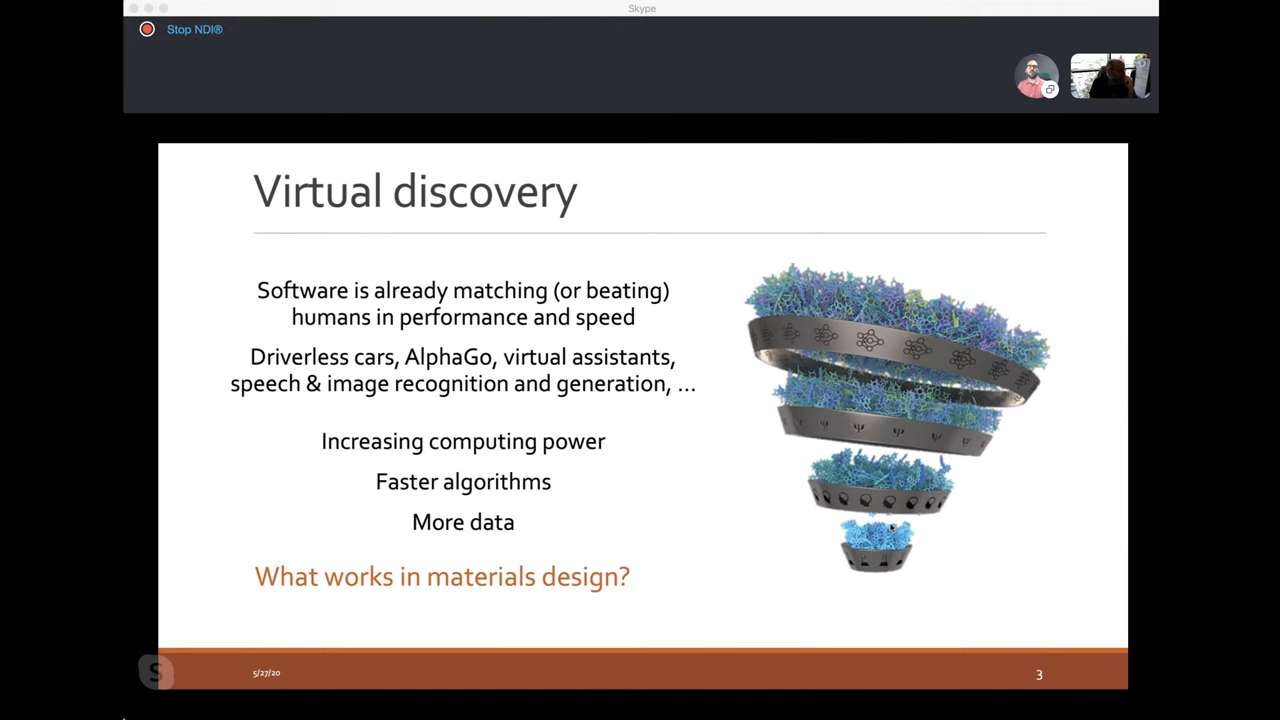 Skype
Stop NDI®
Virtual discovery
Software is already matching (or beating)
humans in performance and speed
Driverless cars, AlphaGo, virtual assistants,
speech & image recognition and generation, ...
Increasing computing power
Faster algorithms
More data
What works in materials design?
S
5/27/20
3